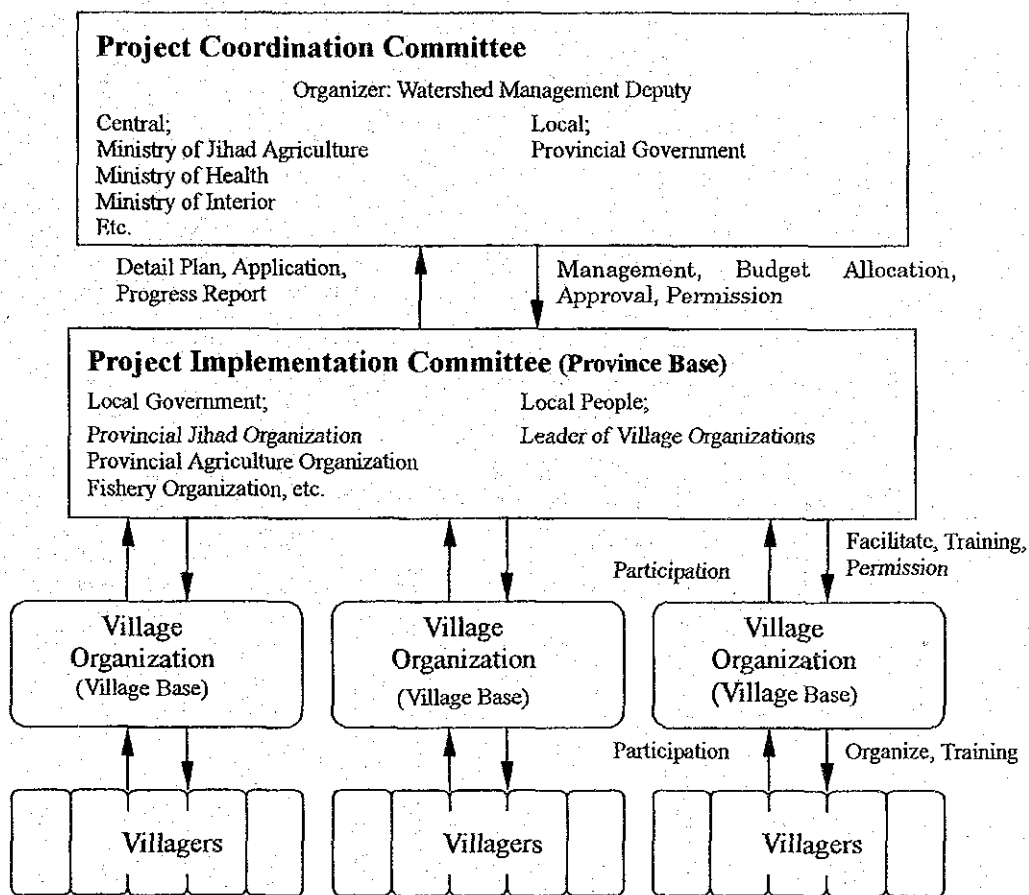 Project Coordination Committee
Organizer: Watershed Management Deputy
Central;
Ministry of Jihad Agriculture
Ministry of Health
Ministry of Interior
Etc.
Local;
Provincial Government
Detail Plan, Application,
Progress Report
Management, Budget Allocation,
Approval, Permission
Project Implementation Committee (Province Base)
Local Government;
Provincial Jihad Organization
Provincial Agriculture Organization
Fishery Organization, etc.
Local People;
Leader of Village Organizations
Participation
Facilitate, Training,
Permission
Village
Organization
(Village Base)
Village
Organization
(Village Base)
Village
Organization
(Village Base)
Participation
Organize, Training
Villagers
Villagers
Villagers